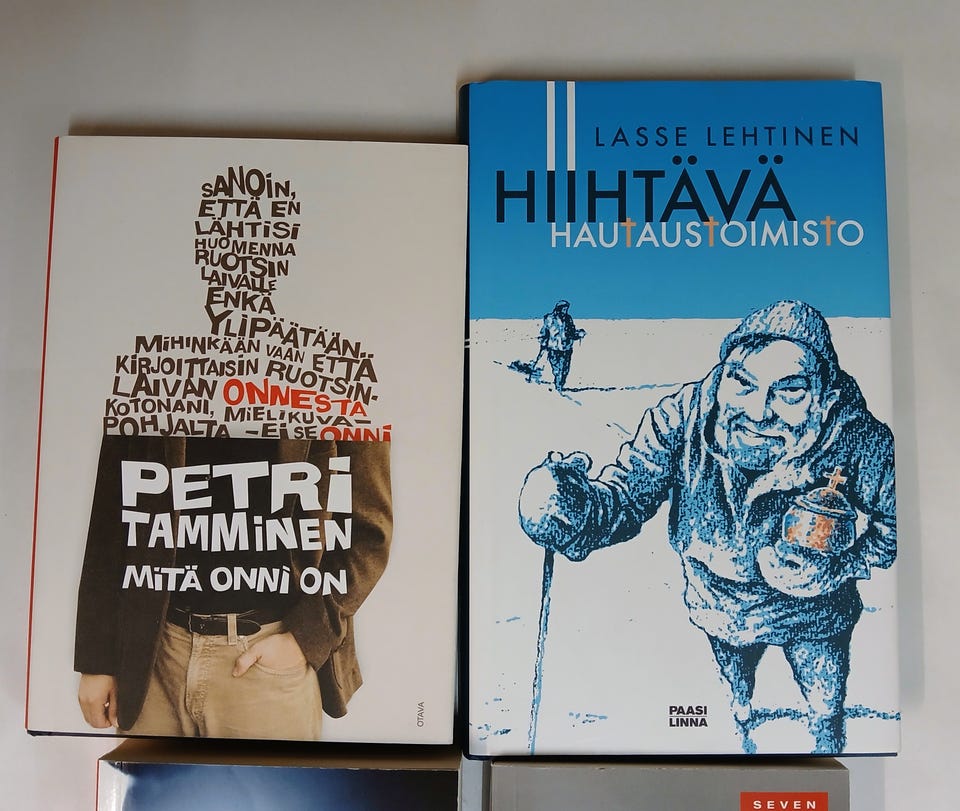 SANOIN,
ETTÄ EN
LÄHTISI
HUOMENNA
RUOTSIN
LAIVALLE
ENKÄ
YLIPÄÄTÄÄN
MIHINKÄÄN VAAN ETTÄ
KIRJOITTAISIN RUOTSIN-
LAIVAN ONNESTA
KOTONANI, MIELIKUVA-
POHJALTA -EI SE ONNI
PETRI
TAMMINEN
MITÄ ONNI ON
OTAVA
LASSE LEHTINEN
HIIHTÄVÄ
HAUTAUSTOIMISTO
PAASI
LINNA
SEVEN